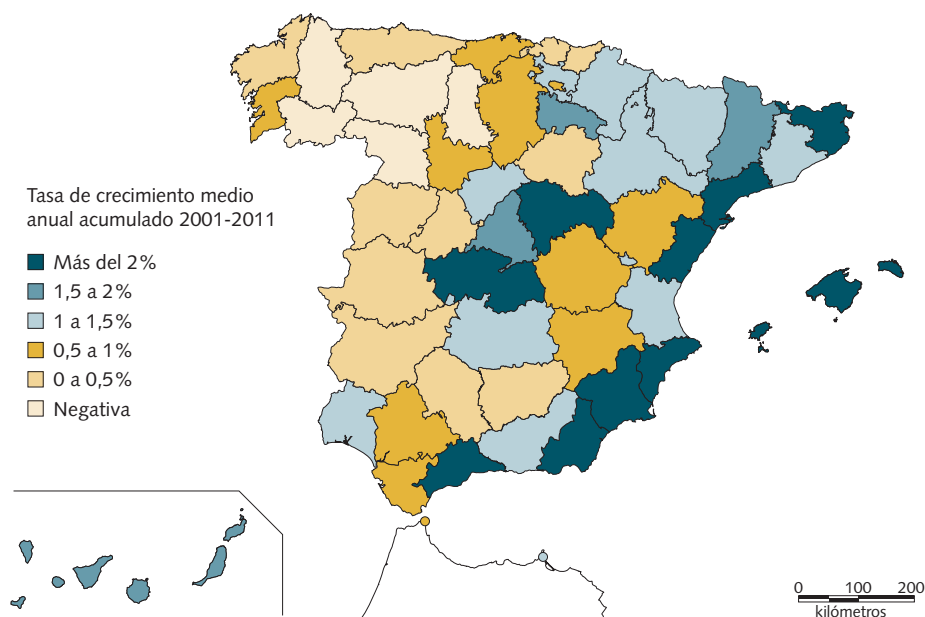 Tasa de crecimiento medio
anual acumulado 2001-2011
Más del 2%
1,5 a 2%
1 a 1,5%
0,5 a 1%
0 a 0,5%
Negativa
0 100 200
kilómetros